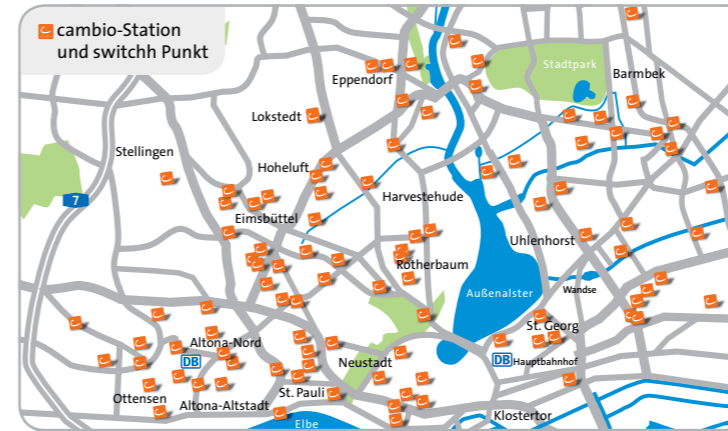 cambio-Station
und switchh Punkt
Stadtpark
Barmbek
Eppendorf
Lokstedt
Stellingen
Hoheluft
7
Harvestehude
Eimsbüttel
Uhlenhorst
Rotherbaum
Außenalster
Wandse
St. Georg
Altona-Nord
DB
Neustadt
DB Hauptbahnhof
Ottensen
St. Pauli
Altona-Altstadt
Klostertor
Elbe